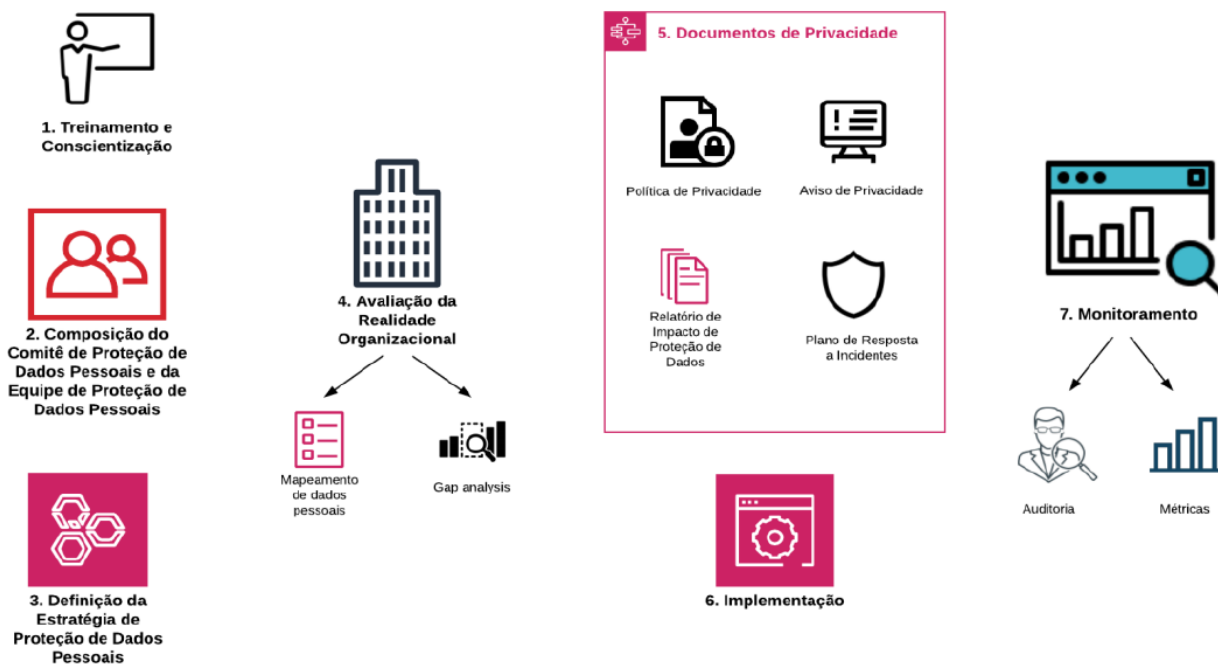 1. Treinamento e
Conscientização
2. Composição do
Comitê de Proteção de
Dados Pessoais e da
Equipe de Proteção de
Dados Pessoais
3. Definição da
Estratégia de
Proteção de Dados
Pessoais
4. Avaliação da
Realidade
Organizacional
Mapeamento
de dados
pessoais
Gap analysis
5. Documentos de Privacidade
Política de Privacidade
Aviso de Privacidade
Relatório de
Impacto de
Proteção de
Dados
Plano de Resposta
a Incidentes
6. Implementação
7. Monitoramento
Auditoria
Métricas